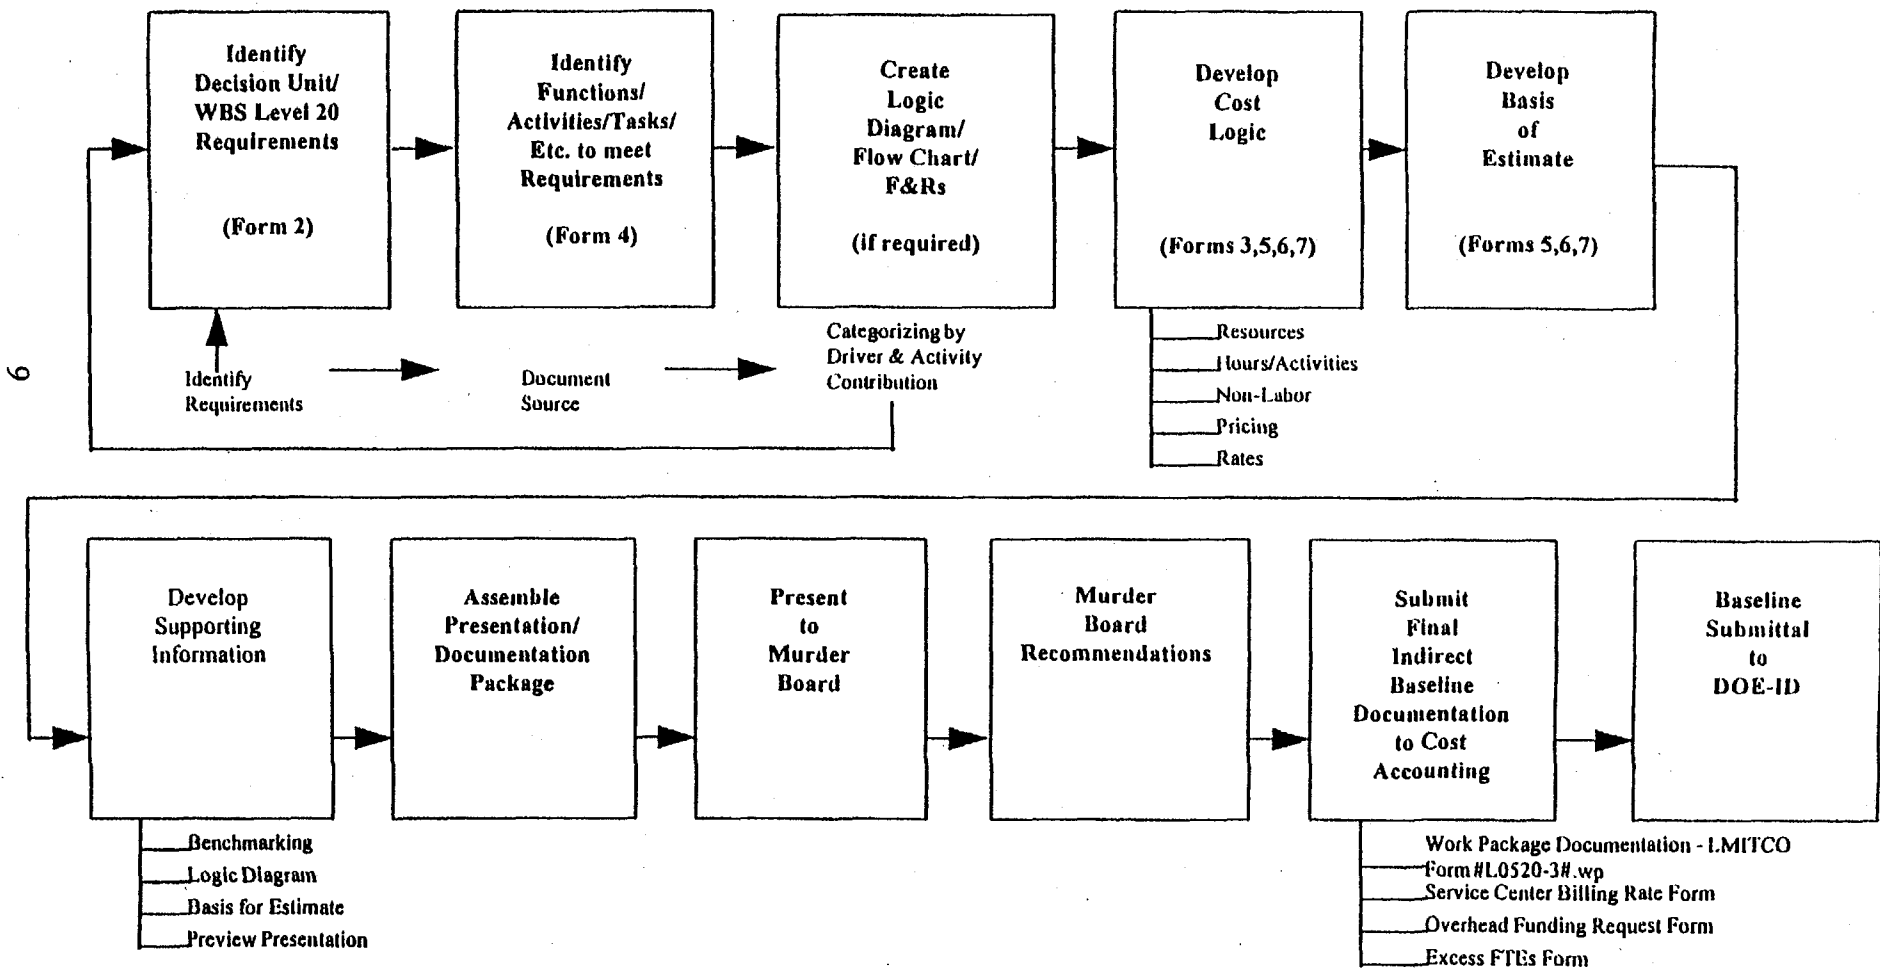 Identify
Decision Unit/
WBS Level 20
Requirements
(Form 2)
Identify
Functions/
Activities/Tasks/
Etc. to meet
Requirements
(Form 4)
Create
Logic
Diagram/
Flow Chart/
F&Rs
(if required)
Develop
Cost
Logic
(Forms 3,5,6,7)
Develop
Basis
of
Estimate
(Forms 5,6,7)
Identify
Requirements
Document
Source
Categorizing by
Driver & Activity
Contribution
Resources
Hours/Activities
Non-Labor
Pricing
Rates
9
Develop
Supporting
Information
Assemble
Presentation/
Documentation
Package
Present
to
Murder
Board
Murder
Board
Recommendations
Submit
Final
Indirect
Baseline
Documentation
to Cost
Accounting
Baseline
Submittal
to
DOE-ID
Benchmarking
Logic Diagram
Basis for Estimate
Preview Presentation
Work Package Documentation - LMITCO
Form #L0520-3#.wp
Service Center Billing Rate Form
Overhead Funding Request Form
Excess FTEs Form